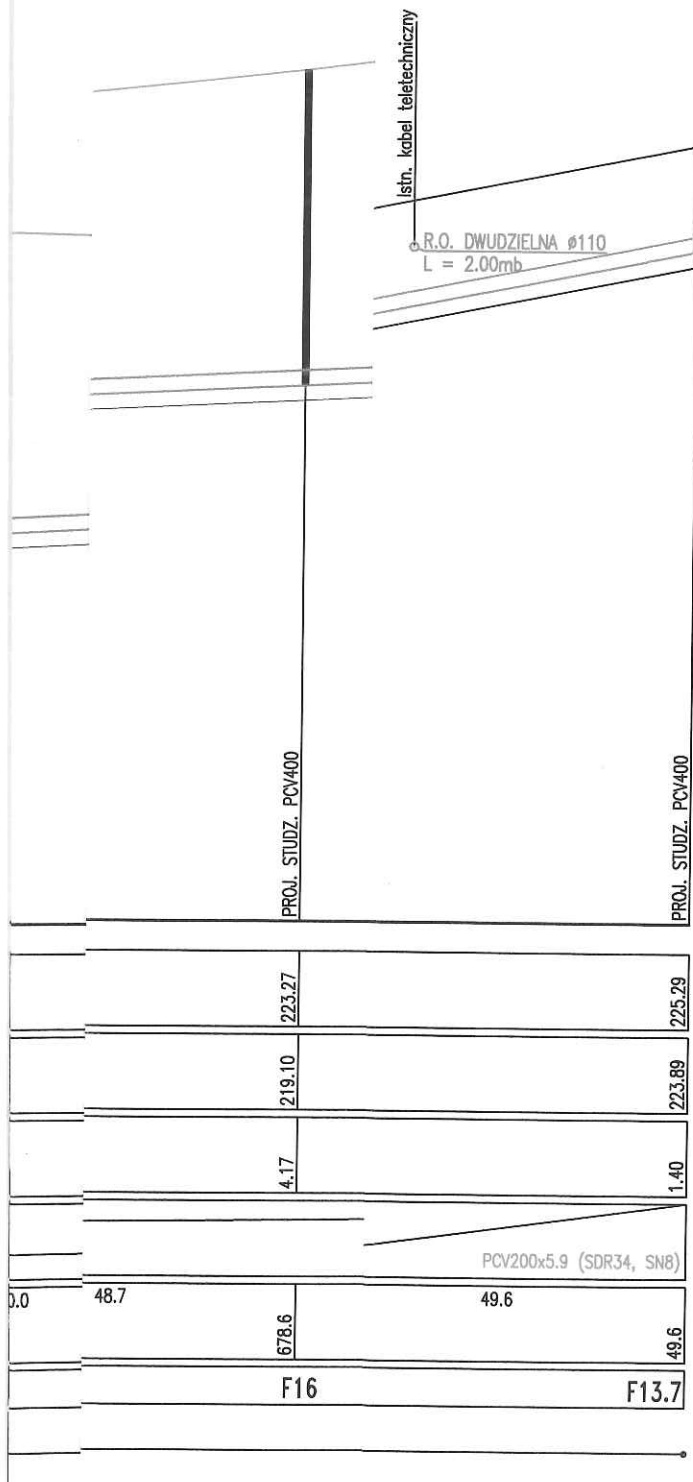 Istn. kabel teletechniczny
R.O. DWUDZIELNA ø110
L = 2.00mb
PROJ. STUDZ. PCV400
PROJ. STUDZ. PCV400
223.27
225.29
219.10
223.89
4.17
1.40
PCV200x5.9 (SDR34, SN8)
0.0
48.7
49.6
678.6
49.6
F16
F13.7